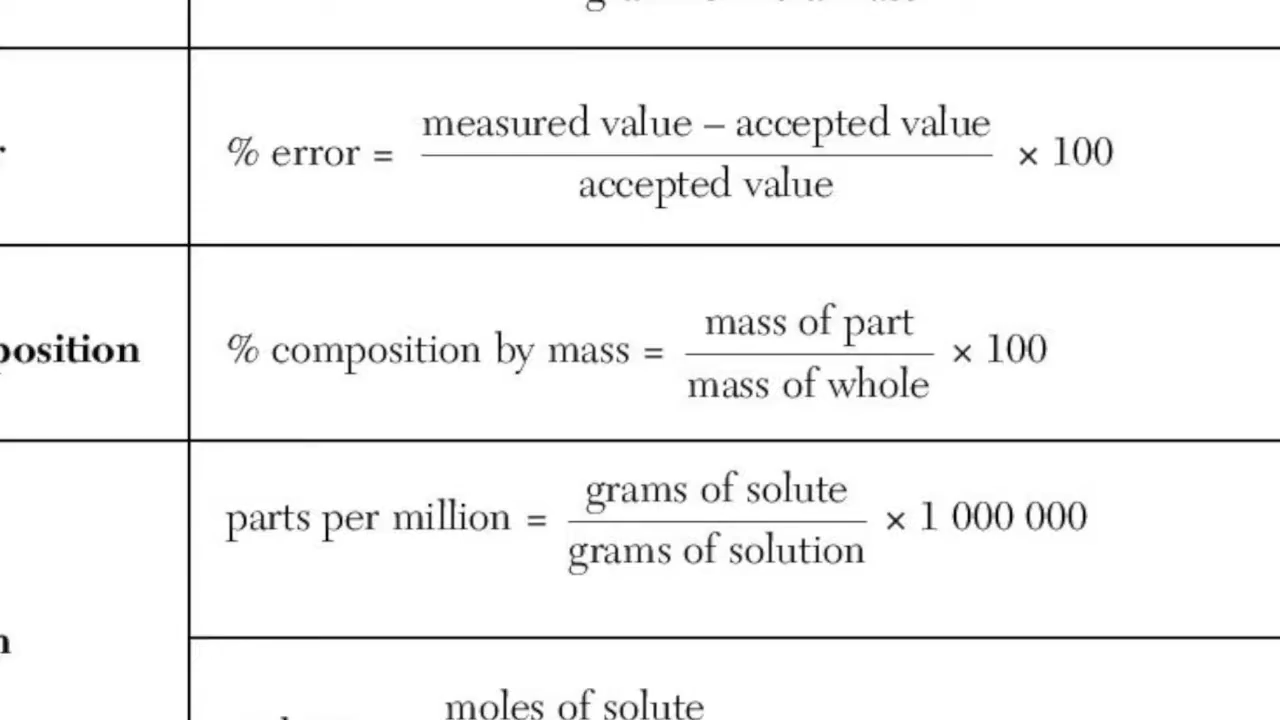 % error = measured value – accepted value / accepted value × 100
position % composition by mass = mass of part / mass of whole × 100
parts per million = grams of solute / grams of solution × 1 000 000
moles of solute